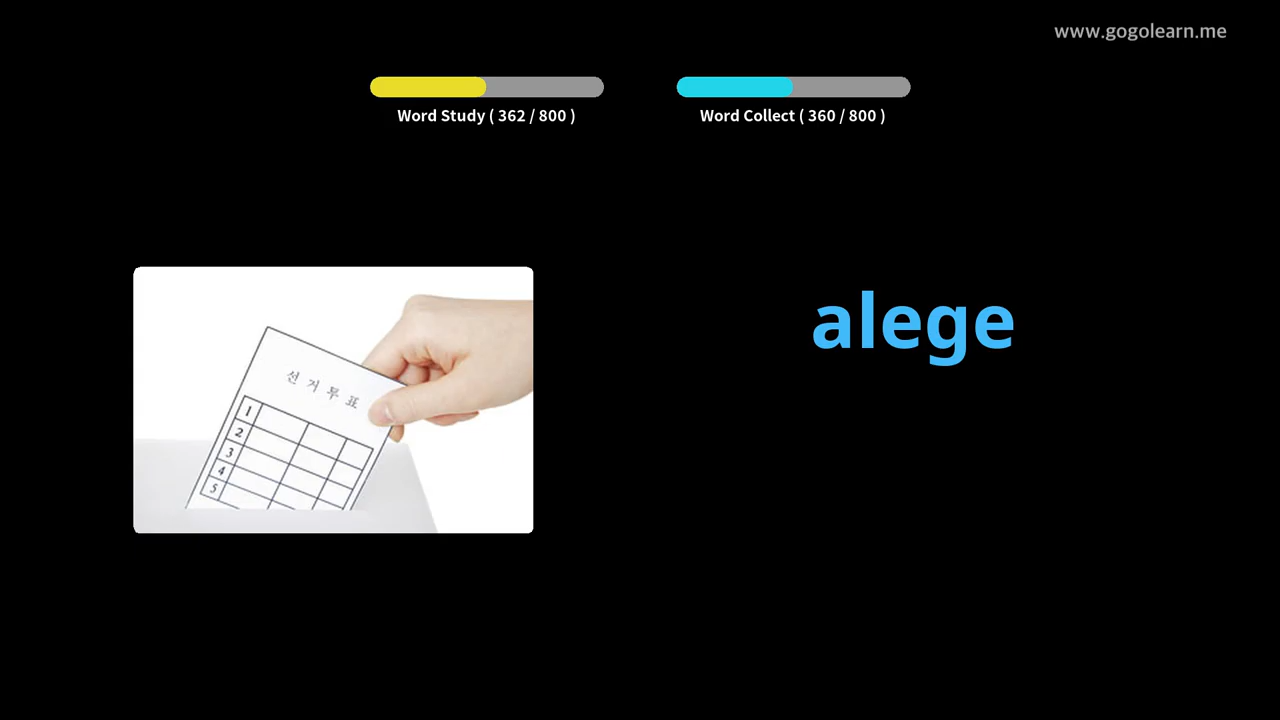 www.gogolearn.me
Word Study ( 362 / 800 )
Word Collect ( 360 / 800 )
alege
선거투표
1
2
3
4
5